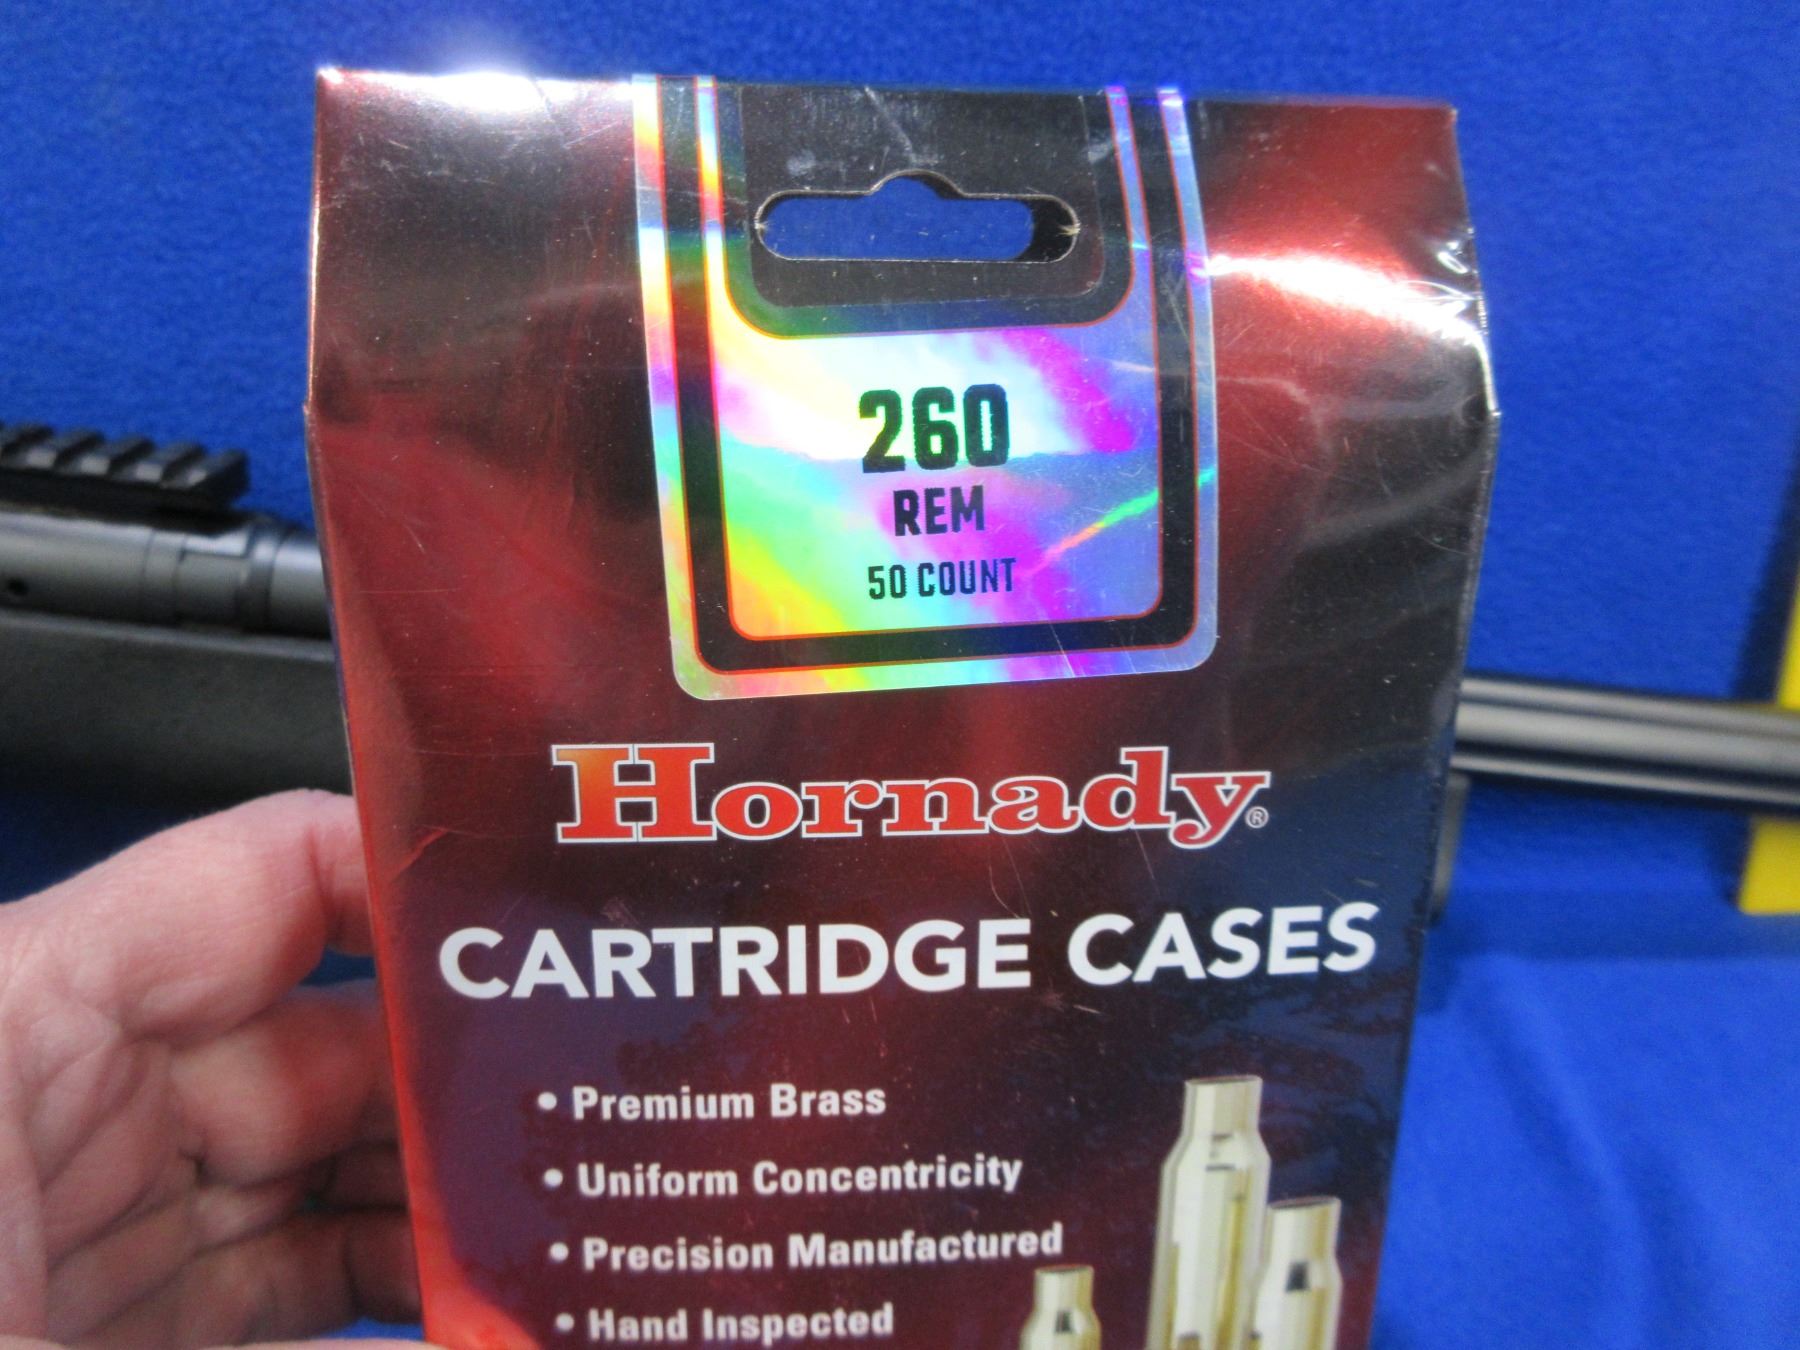 260
REM
50 COUNT
Hornady®
CARTRIDGE CASES
• Premium Brass
• Uniform Concentricity
• Precision Manufactured
• Hand Inspected